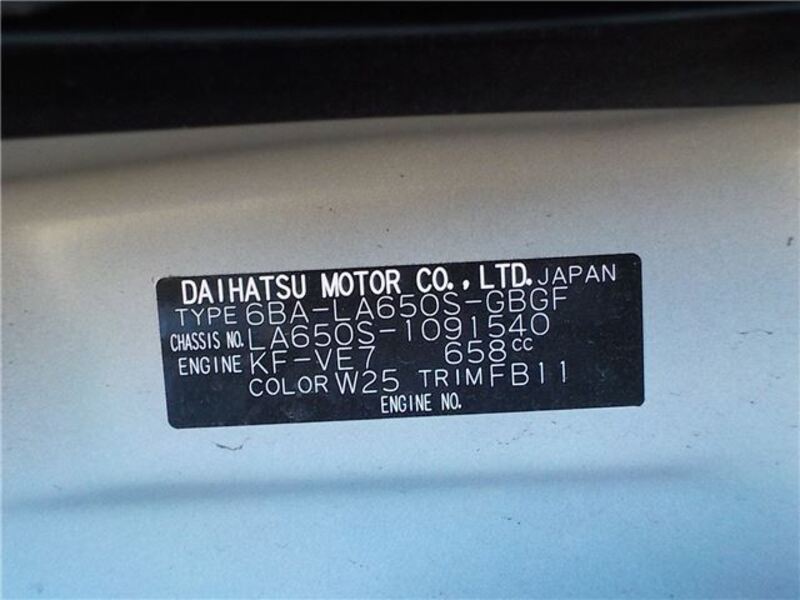 DAIHATSU MOTOR CO., LTD. JAPAN
TYPE 6BA-LA650S-GBGF
CHASSIS NO. LA650S-1091540
ENGINE KF-VE7 658CC
COLOR W25 TRIM FB11
ENGINE NO.